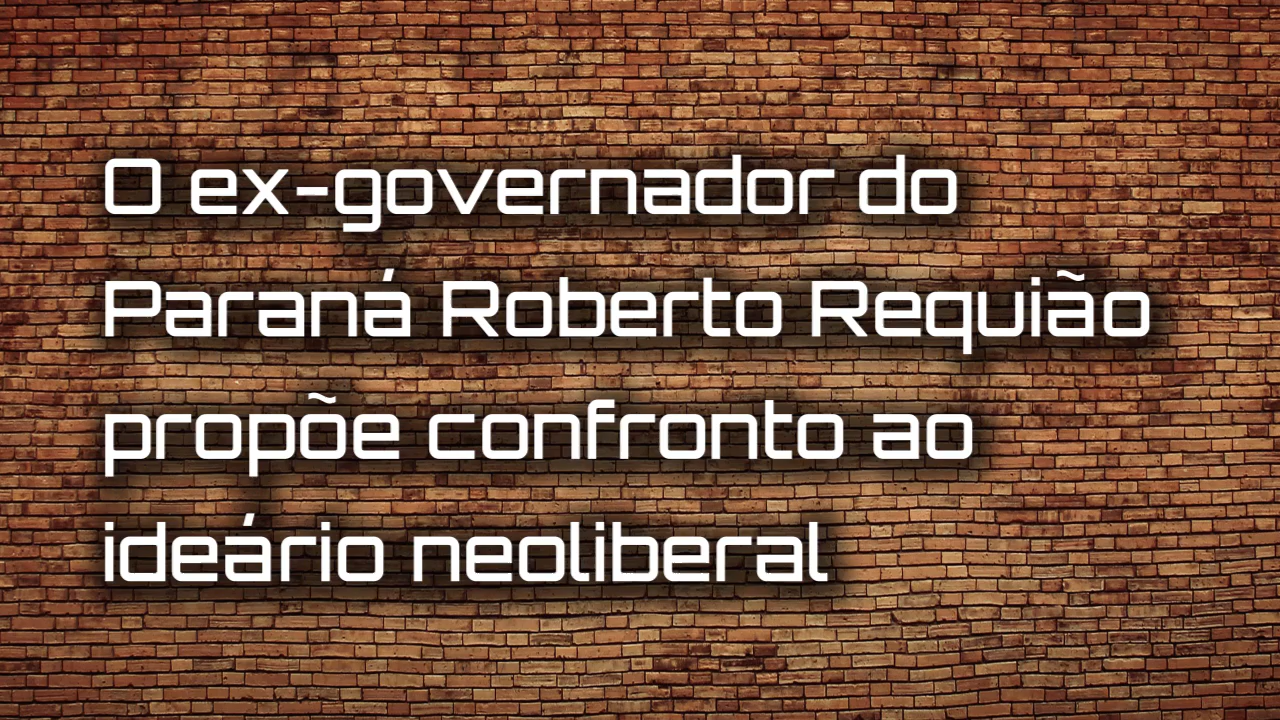 O ex-governador do
Paraná Roberto Requião
propõe confronto ao
ideário neoliberal